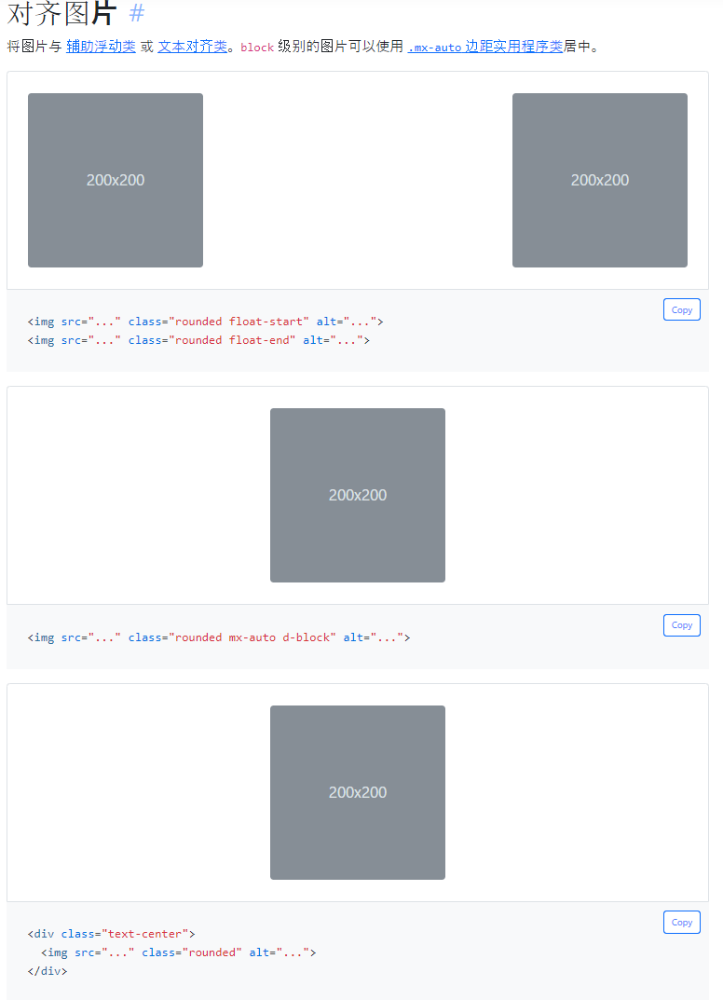 对齐图片 #
将图片与 辅助浮动类 或 文本对齐类。block 级别的图片可以使用 .mx-auto 边距实用程序类居中。
200x200 200x200
Copy
<img src="..." class="rounded float-start" alt="...">
<img src="..." class="rounded float-end" alt="...">
200x200
Copy
<img src="..." class="rounded mx-auto d-block" alt="...">
200x200
Copy
<div class="text-center">
  <img src="..." class="rounded" alt="...">
</div>